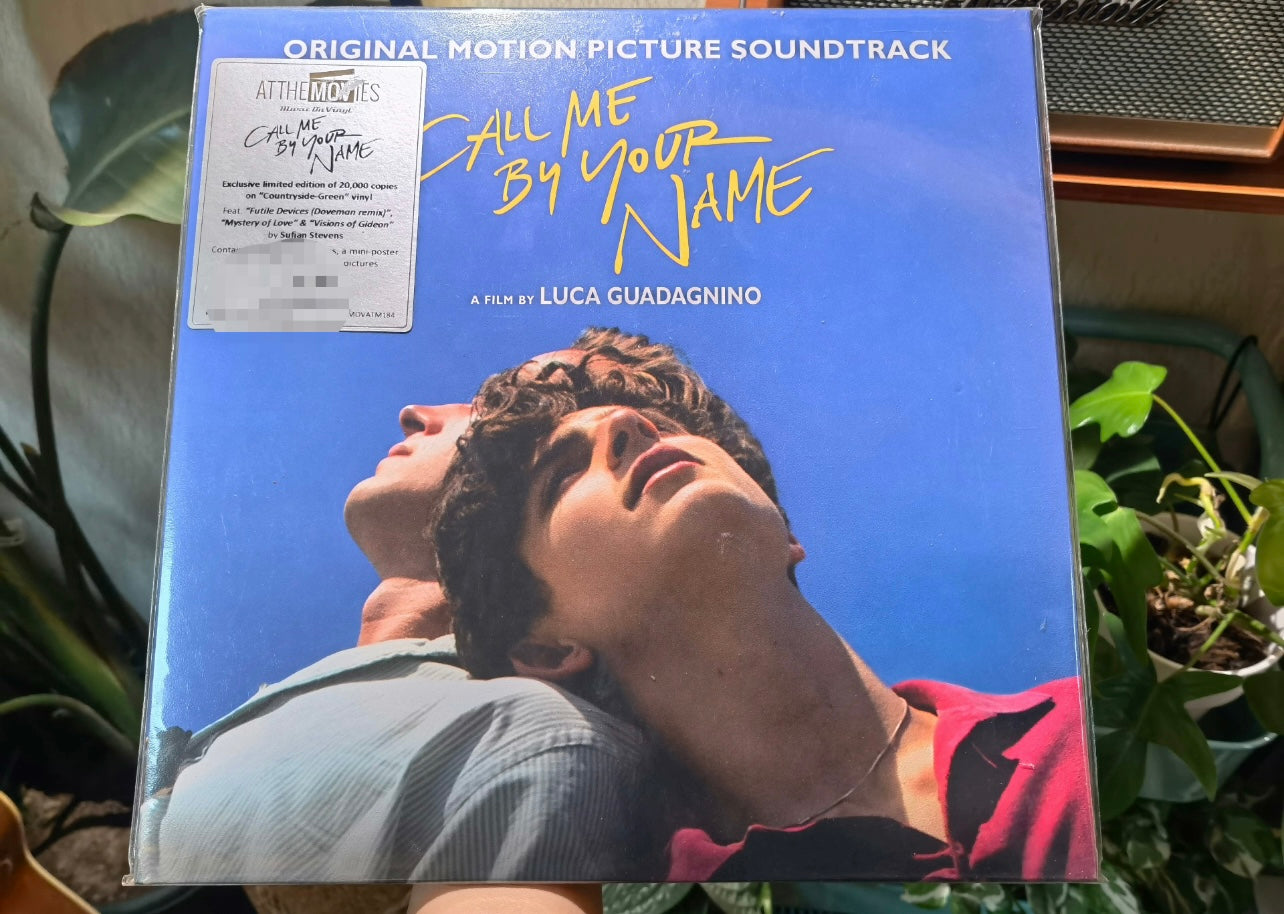 ORIGINAL MOTION PICTURE SOUNDTRACK
CALL ME
BY YOUR
NAME
A FILM BY LUCA GUADAGNINO
ATTHEMOVIES
Music On Vinyl
CALL ME
BY YOUR
NAME
Exclusive limited edition of 20,000 copies
on "Countryside-Green" vinyl
Feat. "Futile Devices (Doveman remix)",
"Mystery of Love" & "Visions of Gideon"
by Sufian Stevens
a mini-poster
pictures
MOVATM184